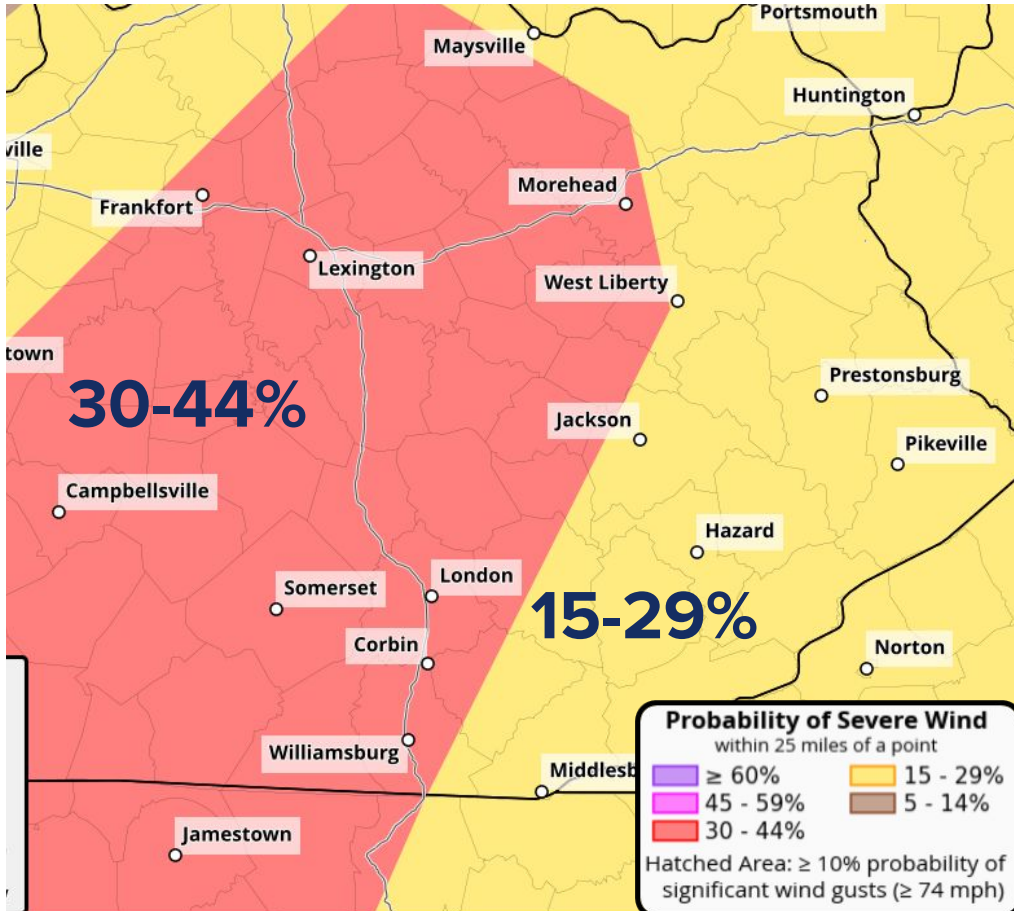 Portsmouth
Maysville
Huntington
ville
Morehead
Frankfort
Lexington
West Liberty
town
Prestonsburg
30-44%
Jackson
Pikeville
Campbellsville
Hazard
London
Somerset
15-29%
Corbin
Norton
Williamsburg
Middlesb
Jamestown
Probability of Severe Wind
within 25 miles of a point
≥ 60%
15 - 29%
45 - 59%
5 - 14%
30 - 44%
Hatched Area: ≥ 10% probability of
significant wind gusts (≥ 74 mph)